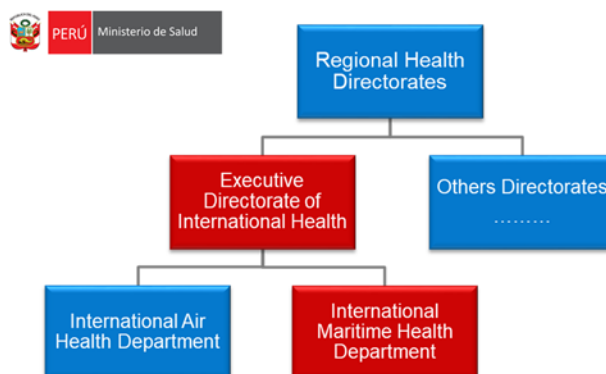 PERÚ
Ministerio de Salud
Regional Health
Directorates
Executive
Directorate of
International Health
Others Directorates
.........
International Air
Health Department
International
Maritime Health
Department